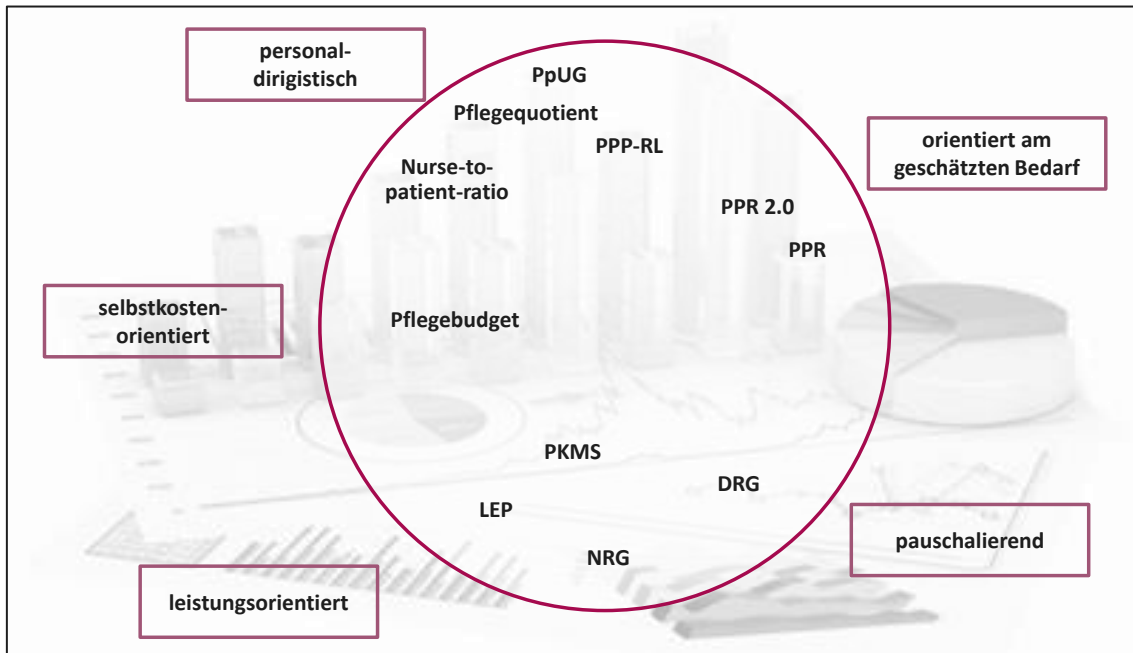 personal-
dirigistisch
PpUG
Pflegequotient
PPP-RL
orientiert am
geschätzten Bedarf
Nurse-to-
patient-ratio
PPR 2.0
PPR
selbstkosten-
orientiert
Pflegebudget
PKMS
DRG
LEP
pauschalierend
NRG
leistungsorientiert